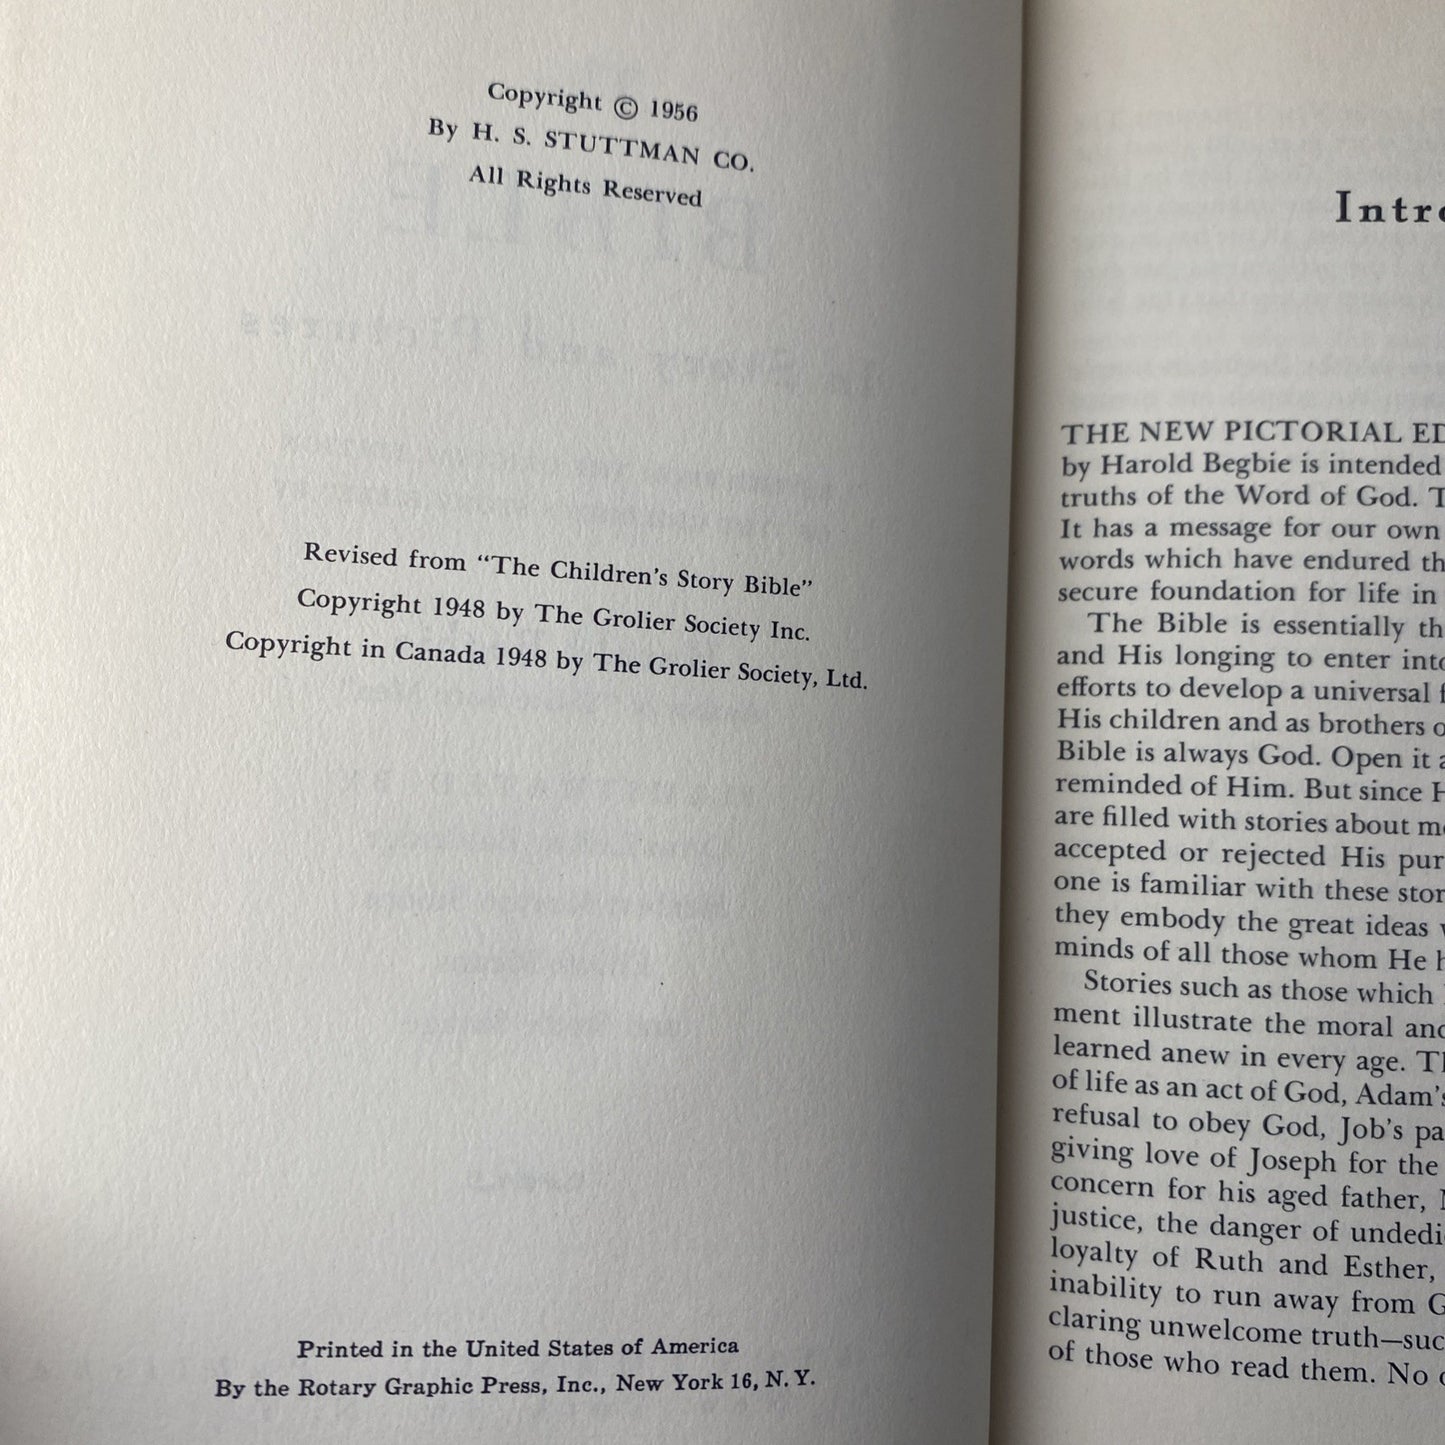 Copyright © 1956
By H. S. STUTTMAN CO.
All Rights Reserved
Revised from "The Children's Story Bible"
Copyright 1948 by The Grolier Society Inc.
Copyright in Canada 1948 by The Grolier Society, Ltd.
Printed in the United States of America
By the Rotary Graphic Press, Inc., New York 16, N. Y.
THE NEW PICTORIAL
by Harold Begbie is intended
truths of the Word of God.
It has a message for our own
words which have endured
secure foundation for life in
The Bible is essentially
and His longing to enter
efforts to develop a universal
His children and as brothers
Bible is always God. Open it
reminded of Him. But since
are filled with stories about
accepted or rejected His
one is familiar with these
they embody the great ideas
minds of all those whom He
Stories such as those which
ment illustrate the moral
learned anew in every age.
of life as an act of God, Adam's
refusal to obey God, Job's
giving love of Joseph for the
concern for his aged father,
justice, the danger of
loyalty of Ruth and Esther,
inability to run away from
claring unwelcome truth—
of those who read them. No